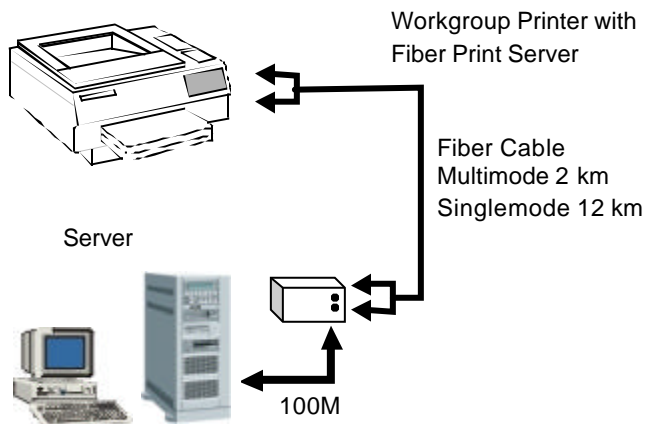 Workgroup Printer with
Fiber Print Server
Fiber Cable
Multimode 2 km
Singlemode 12 km
Server
100M